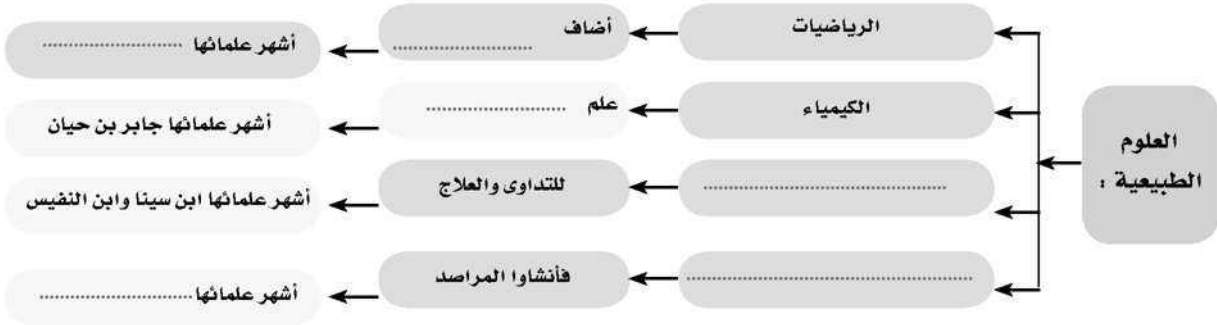 العلوم
الطبيعية :
الرياضيات
أضاف
..................................
أشهر علمائها ..................................
الكيمياء
علم ..................................
أشهر علمائها جابر بن حيان
............................................................
للتداوى والعلاج
أشهر علمائها ابن سينا وابن النفيس
......................................................................
فأنشاوا المراصد
أشهر علمائها......................................